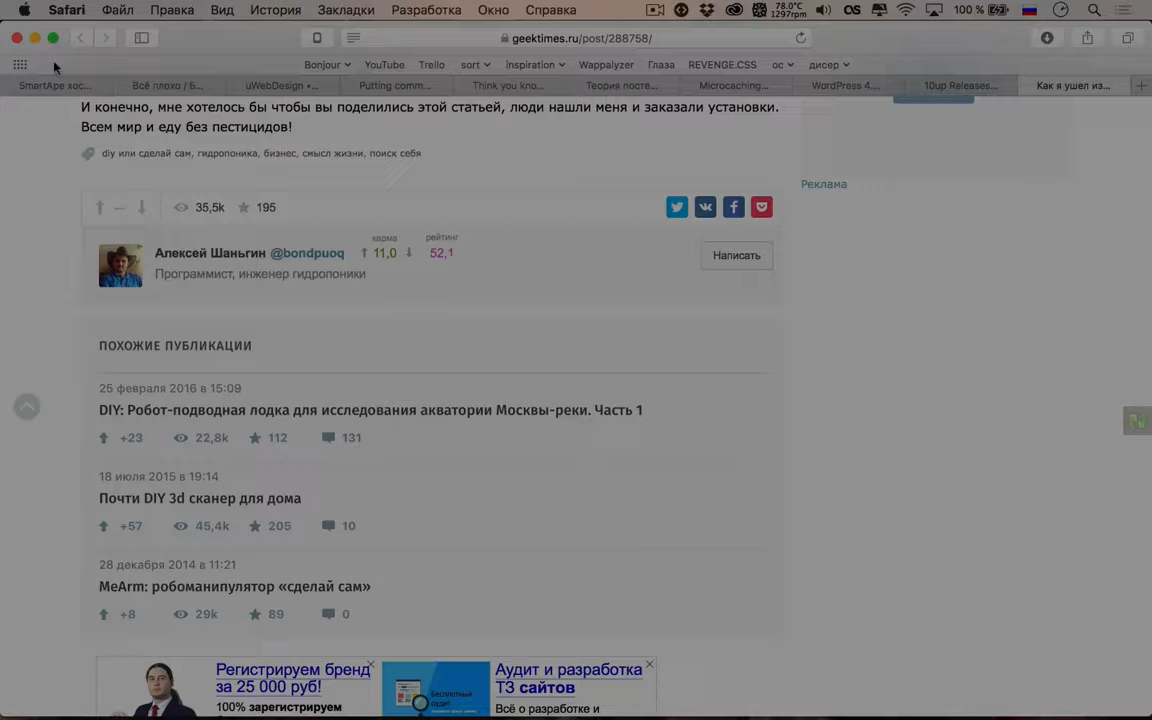 Safari Файл Правка Вид История Закладки Разработка Окно Справка 78.0°C 1297rpm 100 %
geektimes.ru/post/288758/
Bonjour YouTube Trello sort Inspiration Wappalyzer Глаза REVENGE.CSS ос дисер
SmartApe хос... Всё плохо / Б... uWebDesign •... Putting comm... Think you kno... Теория посте... Microcaching... WordPress 4.... 10up Releases... Как я ушел из...
И конечно, мне хотелось бы чтобы вы поделились этой статьей, люди нашли меня и заказали установки.
Всем мир и еду без пестицидов!
diy или сделай сам, гидропоника, бизнес, смысл жизни, поиск себя
Реклама
35,5k 195
карма рейтинг
Алексей Шаньгин @bondpuoq 11,0 52,1
Написать
Программист, инженер гидропоники
ПОХОЖИЕ ПУБЛИКАЦИИ
25 февраля 2016 в 15:09
DIY: Робот-подводная лодка для исследования акватории Москвы-реки. Часть 1
+23 22,8k 112 131
18 июля 2015 в 19:14
Почти DIY 3d сканер для дома
+57 45,4k 205 10
28 декабря 2014 в 11:21
MeArm: робоманипулятор «сделай сам»
+8 29k 89 0
Регистрируем бренд
за 25 000 руб!
100% зарегистрируем
Бесплатный аудит
Аудит и разработка
ТЗ сайтов
Всё о разработке и